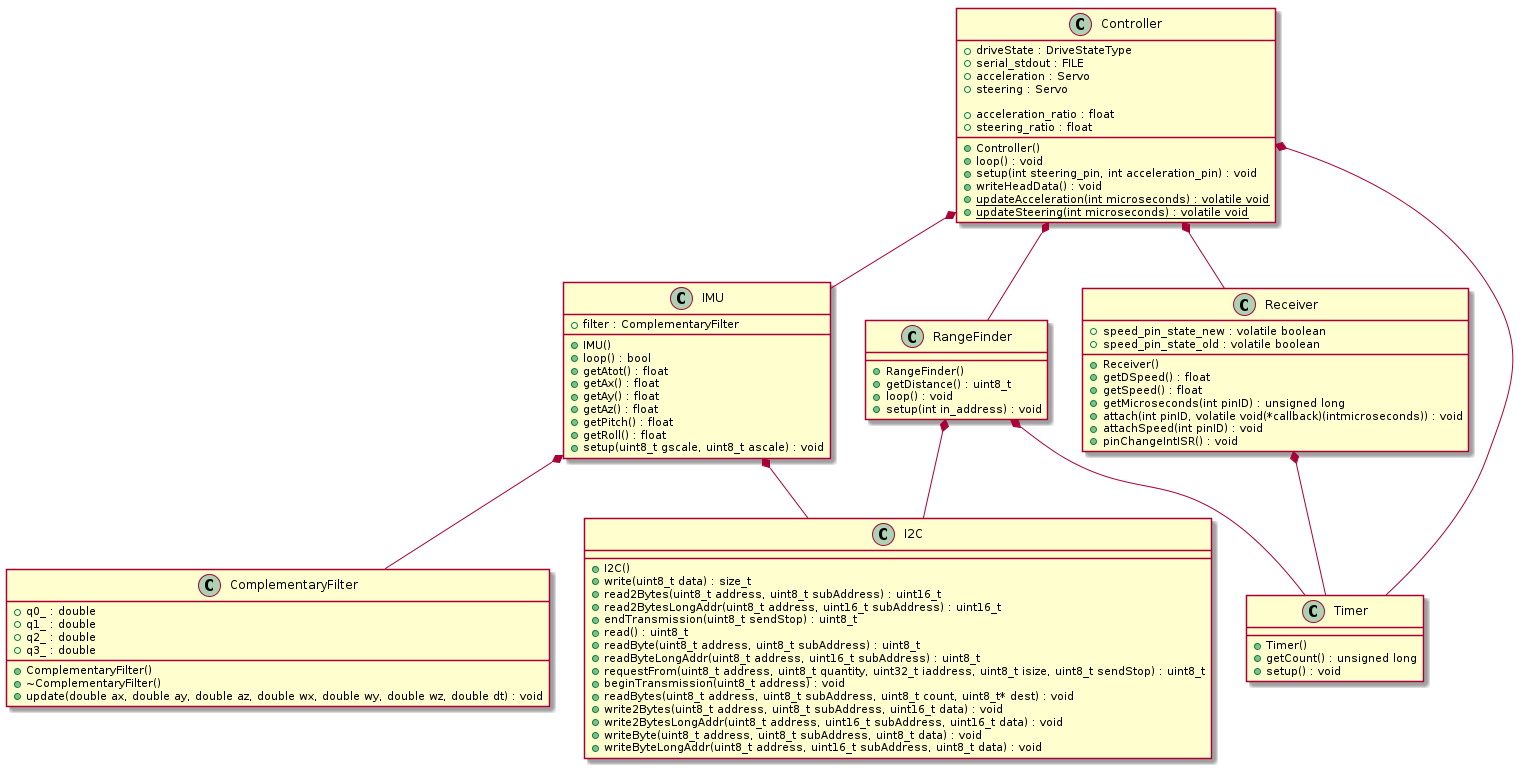 C Controller
driveState : DriveStateType
serial_stdout : FILE
acceleration : Servo
steering : Servo
acceleration_ratio : float
steering_ratio : float
Controller()
loop() : void
setup(int steering_pin, int acceleration_pin) : void
writeHeadData() : void
updateAcceleration(int microseconds) : volatile void
updateSteering(int microseconds) : volatile void
C IMU
filter : ComplementaryFilter
IMU()
loop() : bool
getAtot() : float
getAx() : float
getAy() : float
getAz() : float
getPitch() : float
getRoll() : float
setup(uint8_t gscale, uint8_t ascale) : void
C RangeFinder
RangeFinder()
getDistance() : uint8_t
loop() : void
setup(int in_address) : void
C Receiver
speed_pin_state_new : volatile boolean
speed_pin_state_old : volatile boolean
Receiver()
getDSpeed() : float
getSpeed() : float
getMicroseconds(int pinID) : unsigned long
attach(int pinID, volatile void(*callback)(intmicroseconds)) : void
attachSpeed(int pinID) : void
pinChangeIntISR() : void
C ComplementaryFilter
q0_ : double
q1_ : double
q2_ : double
q3_ : double
ComplementaryFilter()
~ComplementaryFilter()
update(double ax, double ay, double az, double wx, double wy, double wz, double dt) : void
C I2C
I2C()
write(uint8_t data) : size_t
read2Bytes(uint8_t address, uint8_t subAddress) : uint16_t
read2BytesLongAddr(uint8_t address, uint16_t subAddress) : uint16_t
endTransmission(uint8_t sendStop) : uint8_t
read() : uint8_t
readByte(uint8_t address, uint8_t subAddress) : uint8_t
readByteLongAddr(uint8_t address, uint16_t subAddress) : uint8_t
requestFrom(uint8_t address, uint8_t quantity, uint32_t iaddress, uint8_t isize, uint8_t sendStop) : uint8_t
beginTransmission(uint8_t address) : void
readBytes(uint8_t address, uint8_t subAddress, uint8_t count, uint8_t* dest) : void
write2Bytes(uint8_t address, uint8_t subAddress, uint16_t data) : void
write2BytesLongAddr(uint8_t address, uint16_t subAddress, uint16_t data) : void
writeByte(uint8_t address, uint8_t subAddress, uint8_t data) : void
writeByteLongAddr(uint8_t address, uint16_t subAddress, uint8_t data) : void
C Timer
Timer()
getCount() : unsigned long
setup() : void